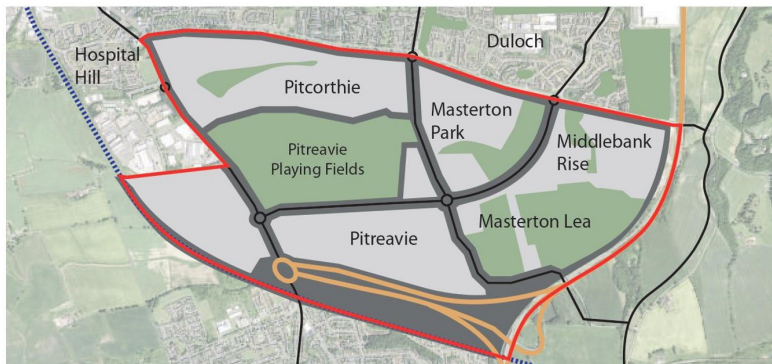 Hospital
Hill
Duloch
Pitcorthie
Masterton
Park
Middlebank
Rise
Pitreavie
Playing Fields
Masterton Lea
Pitreavie